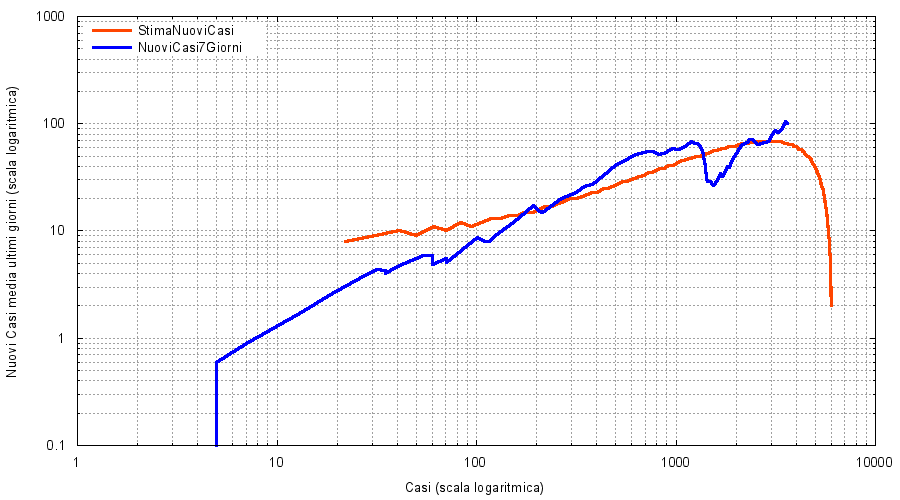 1000
100
10
1
0.1
StimaNuoviCasi
NuoviCasi7Giorni
Nuovi Casi media ultimi giorni (scala logaritmica)
1 10 100 1000 10000
Casi (scala logaritmica)